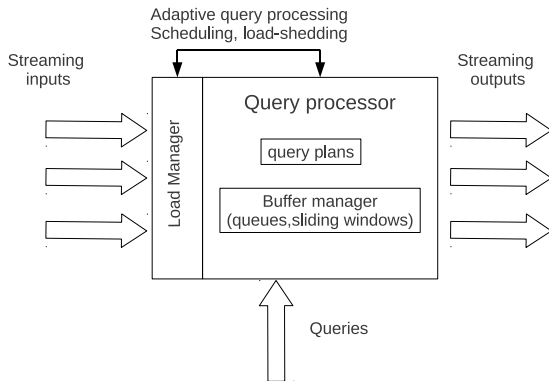 Adaptive query processing
Scheduling, load-shedding
Streaming
inputs
Streaming
outputs
Load Manager
Query processor
query plans
Buffer manager
(queues,sliding windows)
Queries